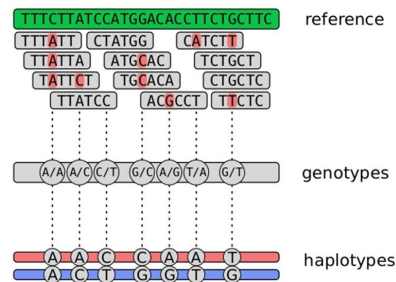 TTTCTTATCCATGGACACCTTCTGCTTC reference
TTTATT CTATGG CATCTT
TTATTA ATGCAC TCTGCT
TATTCT TGCACA CTGCTC
TTATCC ACGCCT TTCTC
A/A A/C C/T G/C A/G T/A G/T genotypes
A A C C A A T haplotypes
A C T G G T G